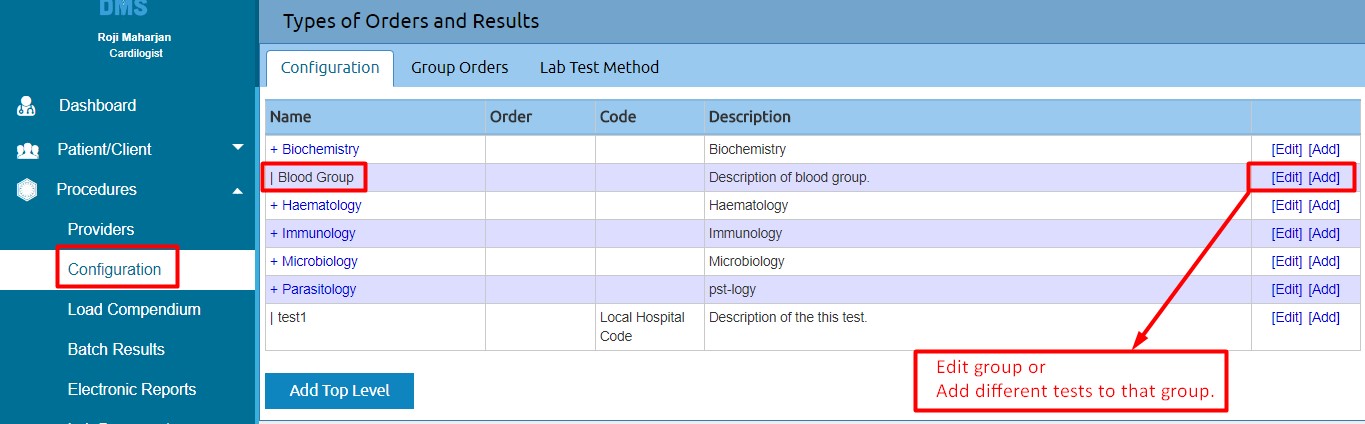 DMS
Roji Maharjan
Cardilogist
Dashboard
Patient/Client
Procedures
Providers
Configuration
Load Compendium
Batch Results
Electronic Reports
Types of Orders and Results
Configuration Group Orders Lab Test Method
Name Order Code Description
+ Biochemistry Biochemistry [Edit] [Add]
| Blood Group Description of blood group. [Edit] [Add]
+ Haematology Haematology [Edit] [Add]
+ Immunology Immunology [Edit] [Add]
+ Microbiology Microbiology [Edit] [Add]
+ Parasitology pst-logy [Edit] [Add]
| test1 Local Hospital Description of the this test. [Edit] [Add]
Code
Edit group or
Add different tests to that group.
Add Top Level